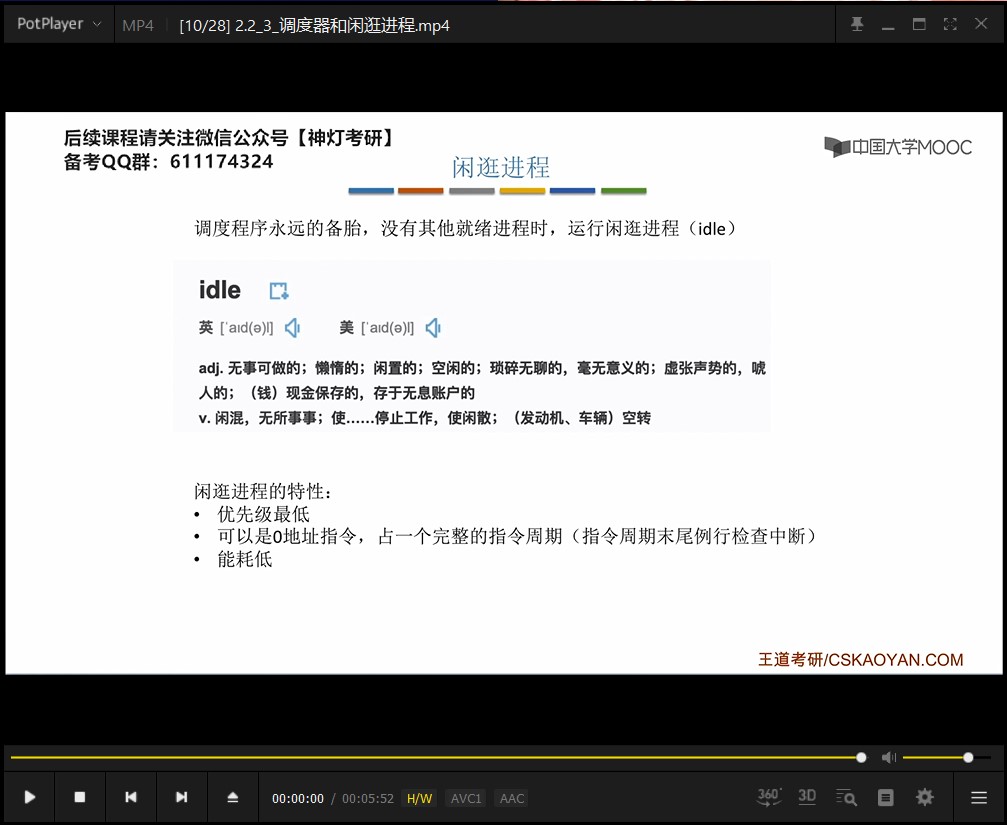 PotPlayer MP4 [10/28] 2.2_3_调度器和闲逛进程.mp4
后续课程请关注微信公众号【神灯考研】
备考QQ群：611174324
中国大学MOOC
闲逛进程
调度程序永远的备胎，没有其他就绪进程时，运行闲逛进程（idle）
idle
英 [ˈaɪd(ə)l] 美 [ˈaɪd(ə)l]
adj. 无事可做的；懒惰的；闲置的；空闲的；琐碎无聊的，毫无意义的；虚张声势的，唬
人的；（钱）现金保存的，存于无息账户的
v. 闲混，无所事事；使……停止工作，使闲散；（发动机、车辆）空转
闲逛进程的特性：
• 优先级最低
• 可以是0地址指令，占一个完整的指令周期（指令周期末尾例行检查中断）
• 能耗低
王道考研/CSKAOYAN.COM
00:00:00 / 00:05:52 H/W AVC1 AAC 360° 3D